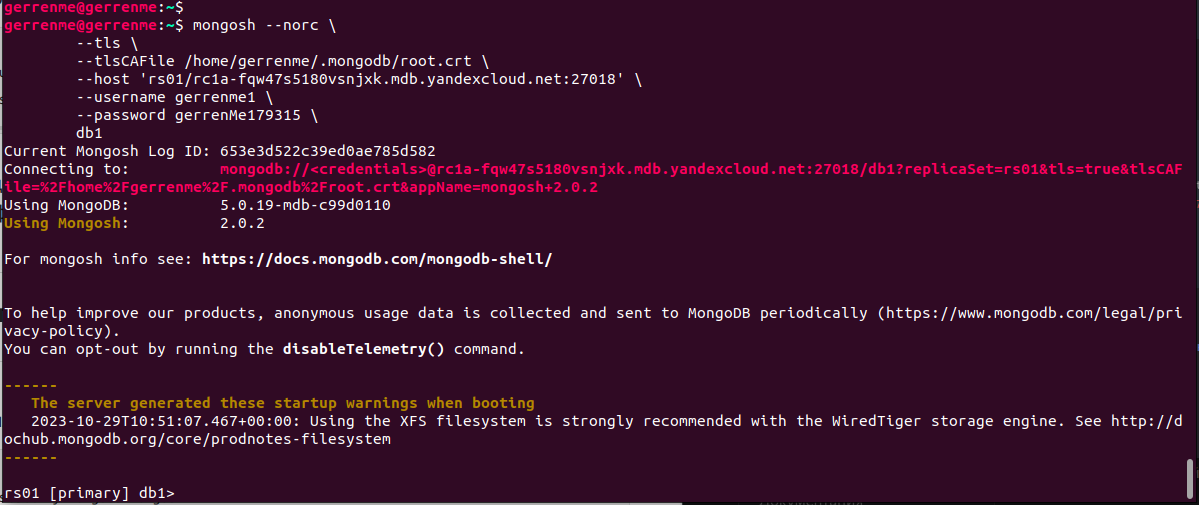 gerrenme@gerrenme:~$
gerrenme@gerrenme:~$ mongosh --norc \
        --tls \
        --tlsCAFile /home/gerrenme/.mongodb/root.crt \
        --host 'rs01/rc1a-fqw47s5180vsnjxk.mdb.yandexcloud.net:27018' \
        --username gerrenme1 \
        --password gerrenMe179315 \
        db1
Current Mongosh Log ID: 653e3d522c39ed0ae785d582
Connecting to:          mongodb://<credentials>@rc1a-fqw47s5180vsnjxk.mdb.yandexcloud.net:27018/db1?replicaSet=rs01&tls=true&tlsCAF
ile=%2Fhome%2Fgerrenme%2F.mongodb%2Froot.crt&appName=mongosh+2.0.2
Using MongoDB:          5.0.19-mdb-c99d0110
Using Mongosh:          2.0.2
For mongosh info see: https://docs.mongodb.com/mongodb-shell/
To help improve our products, anonymous usage data is collected and sent to MongoDB periodically (https://www.mongodb.com/legal/pri
vacy-policy).
You can opt-out by running the disableTelemetry() command.
------
   The server generated these startup warnings when booting
   2023-10-29T10:51:07.467+00:00: Using the XFS filesystem is strongly recommended with the WiredTiger storage engine. See http://d
ochub.mongodb.org/core/prodnotes-filesystem
------
rs01 [primary] db1>